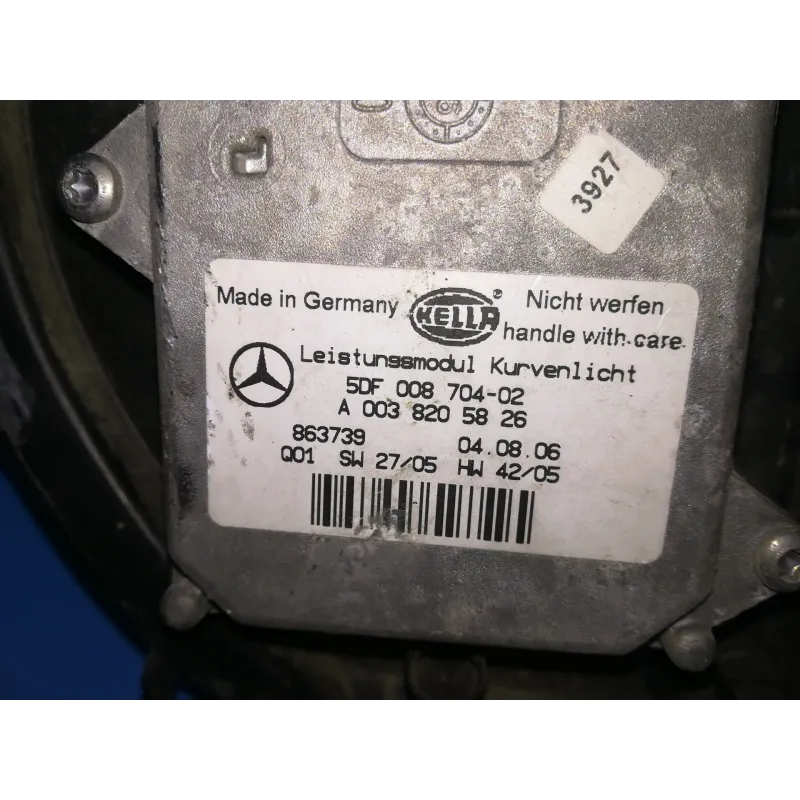 3927
Made in Germany HELLA ® Nicht werfen
handle with care.
Leistungsmodul Kurvenlicht
5DF 008 704-02
A 003 820 58 26
863739 04.08.06
Q01 SW 27/05 HW 42/05